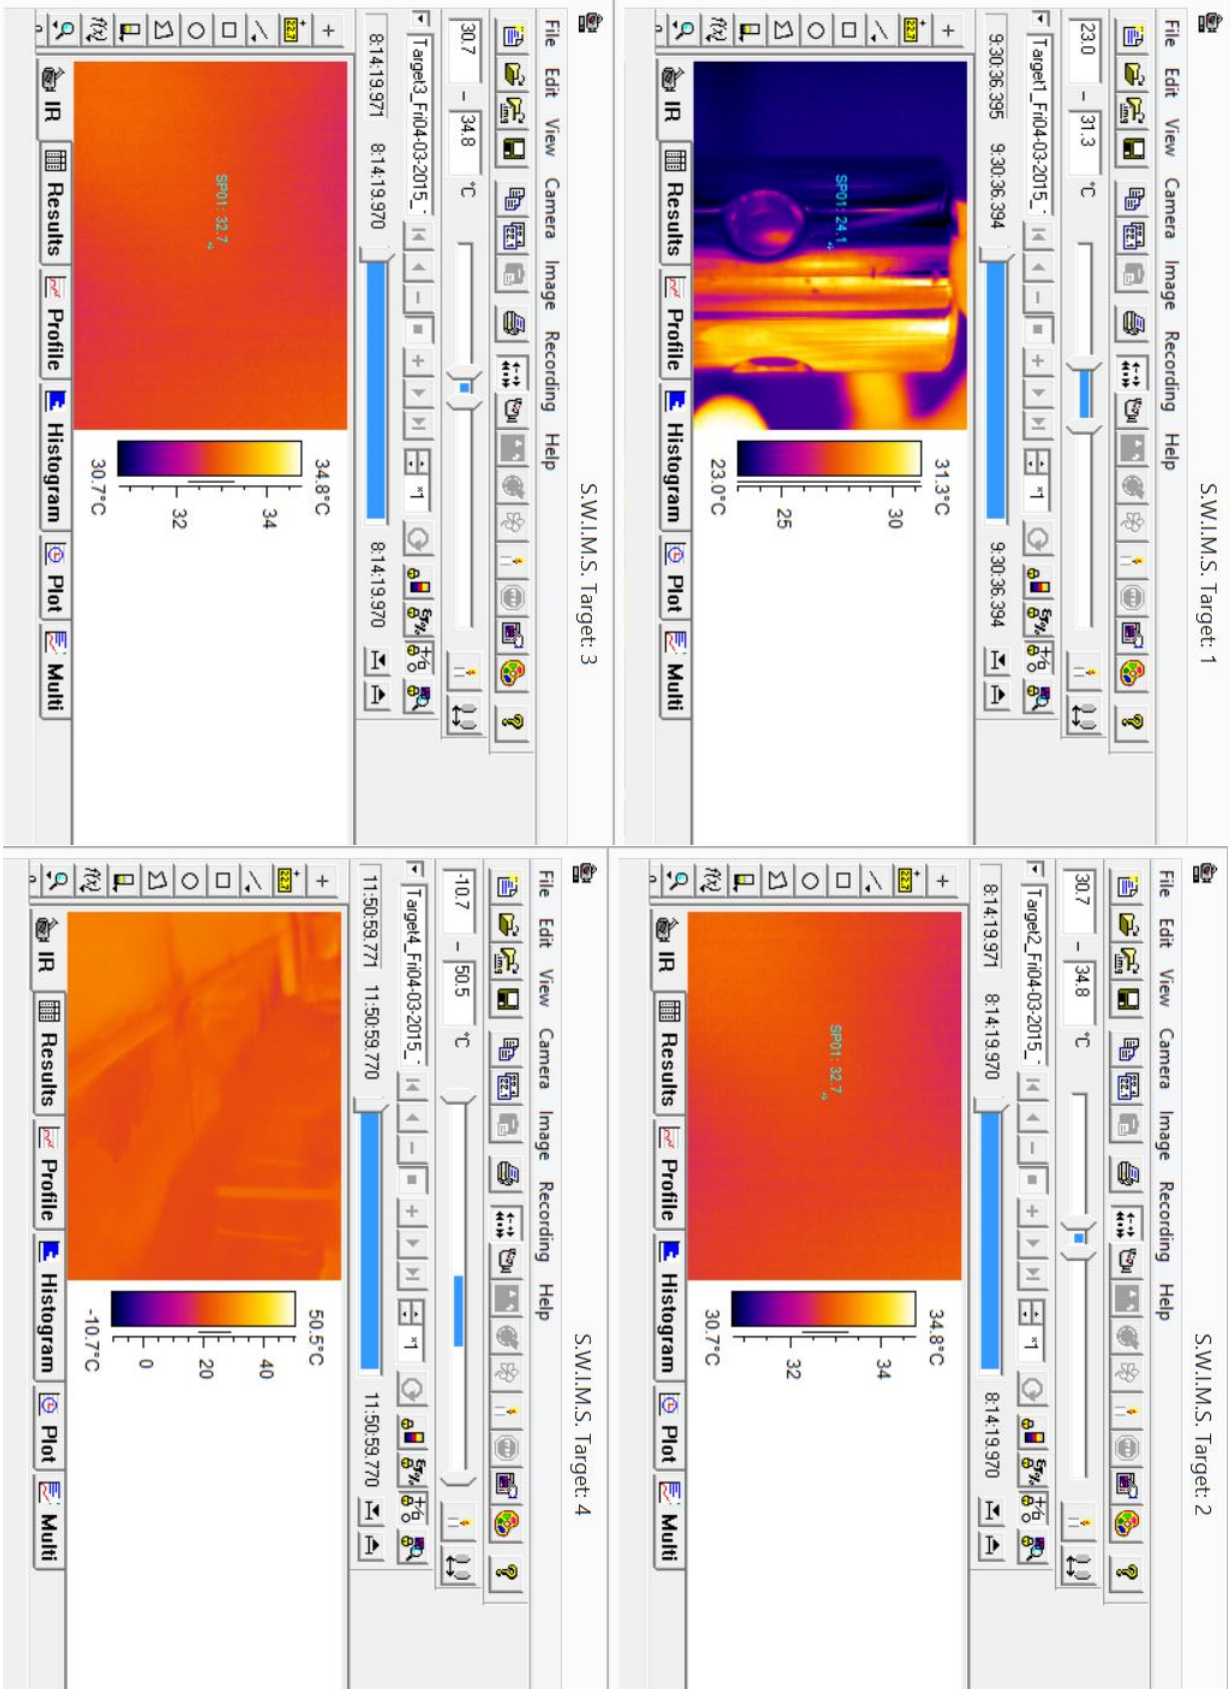 S.W.I.M.S. Target: 1
File Edit View Camera Image Recording Help
23.0 – 31.3 °C
Target1_Fri04-03-2015_ ×1
9:30:36.395 9:30:36.394 9:30:36.394
SP01: 24.1
31.3°C
30
25
23.0°C
IR Results Profile Histogram Plot Multi
S.W.I.M.S. Target: 2
File Edit View Camera Image Recording Help
30.7 – 34.8 °C
Target2_Fri04-03-2015_ ×1
8:14:19.971 8:14:19.970 8:14:19.970
SP01: 32.7
34.8°C
34
32
30.7°C
IR Results Profile Histogram Plot Multi
S.W.I.M.S. Target: 3
File Edit View Camera Image Recording Help
30.7 – 34.8 °C
Target3_Fri04-03-2015_ ×1
8:14:19.971 8:14:19.970 8:14:19.970
SP01: 32.7
34.8°C
34
32
30.7°C
IR Results Profile Histogram Plot Multi
S.W.I.M.S. Target: 4
File Edit View Camera Image Recording Help
-10.7 – 50.5 °C
Target4_Fri04-03-2015_ ×1
11:50:59.771 11:50:59.770 11:50:59.770
50.5°C
40
20
0
-10.7°C
IR Results Profile Histogram Plot Multi